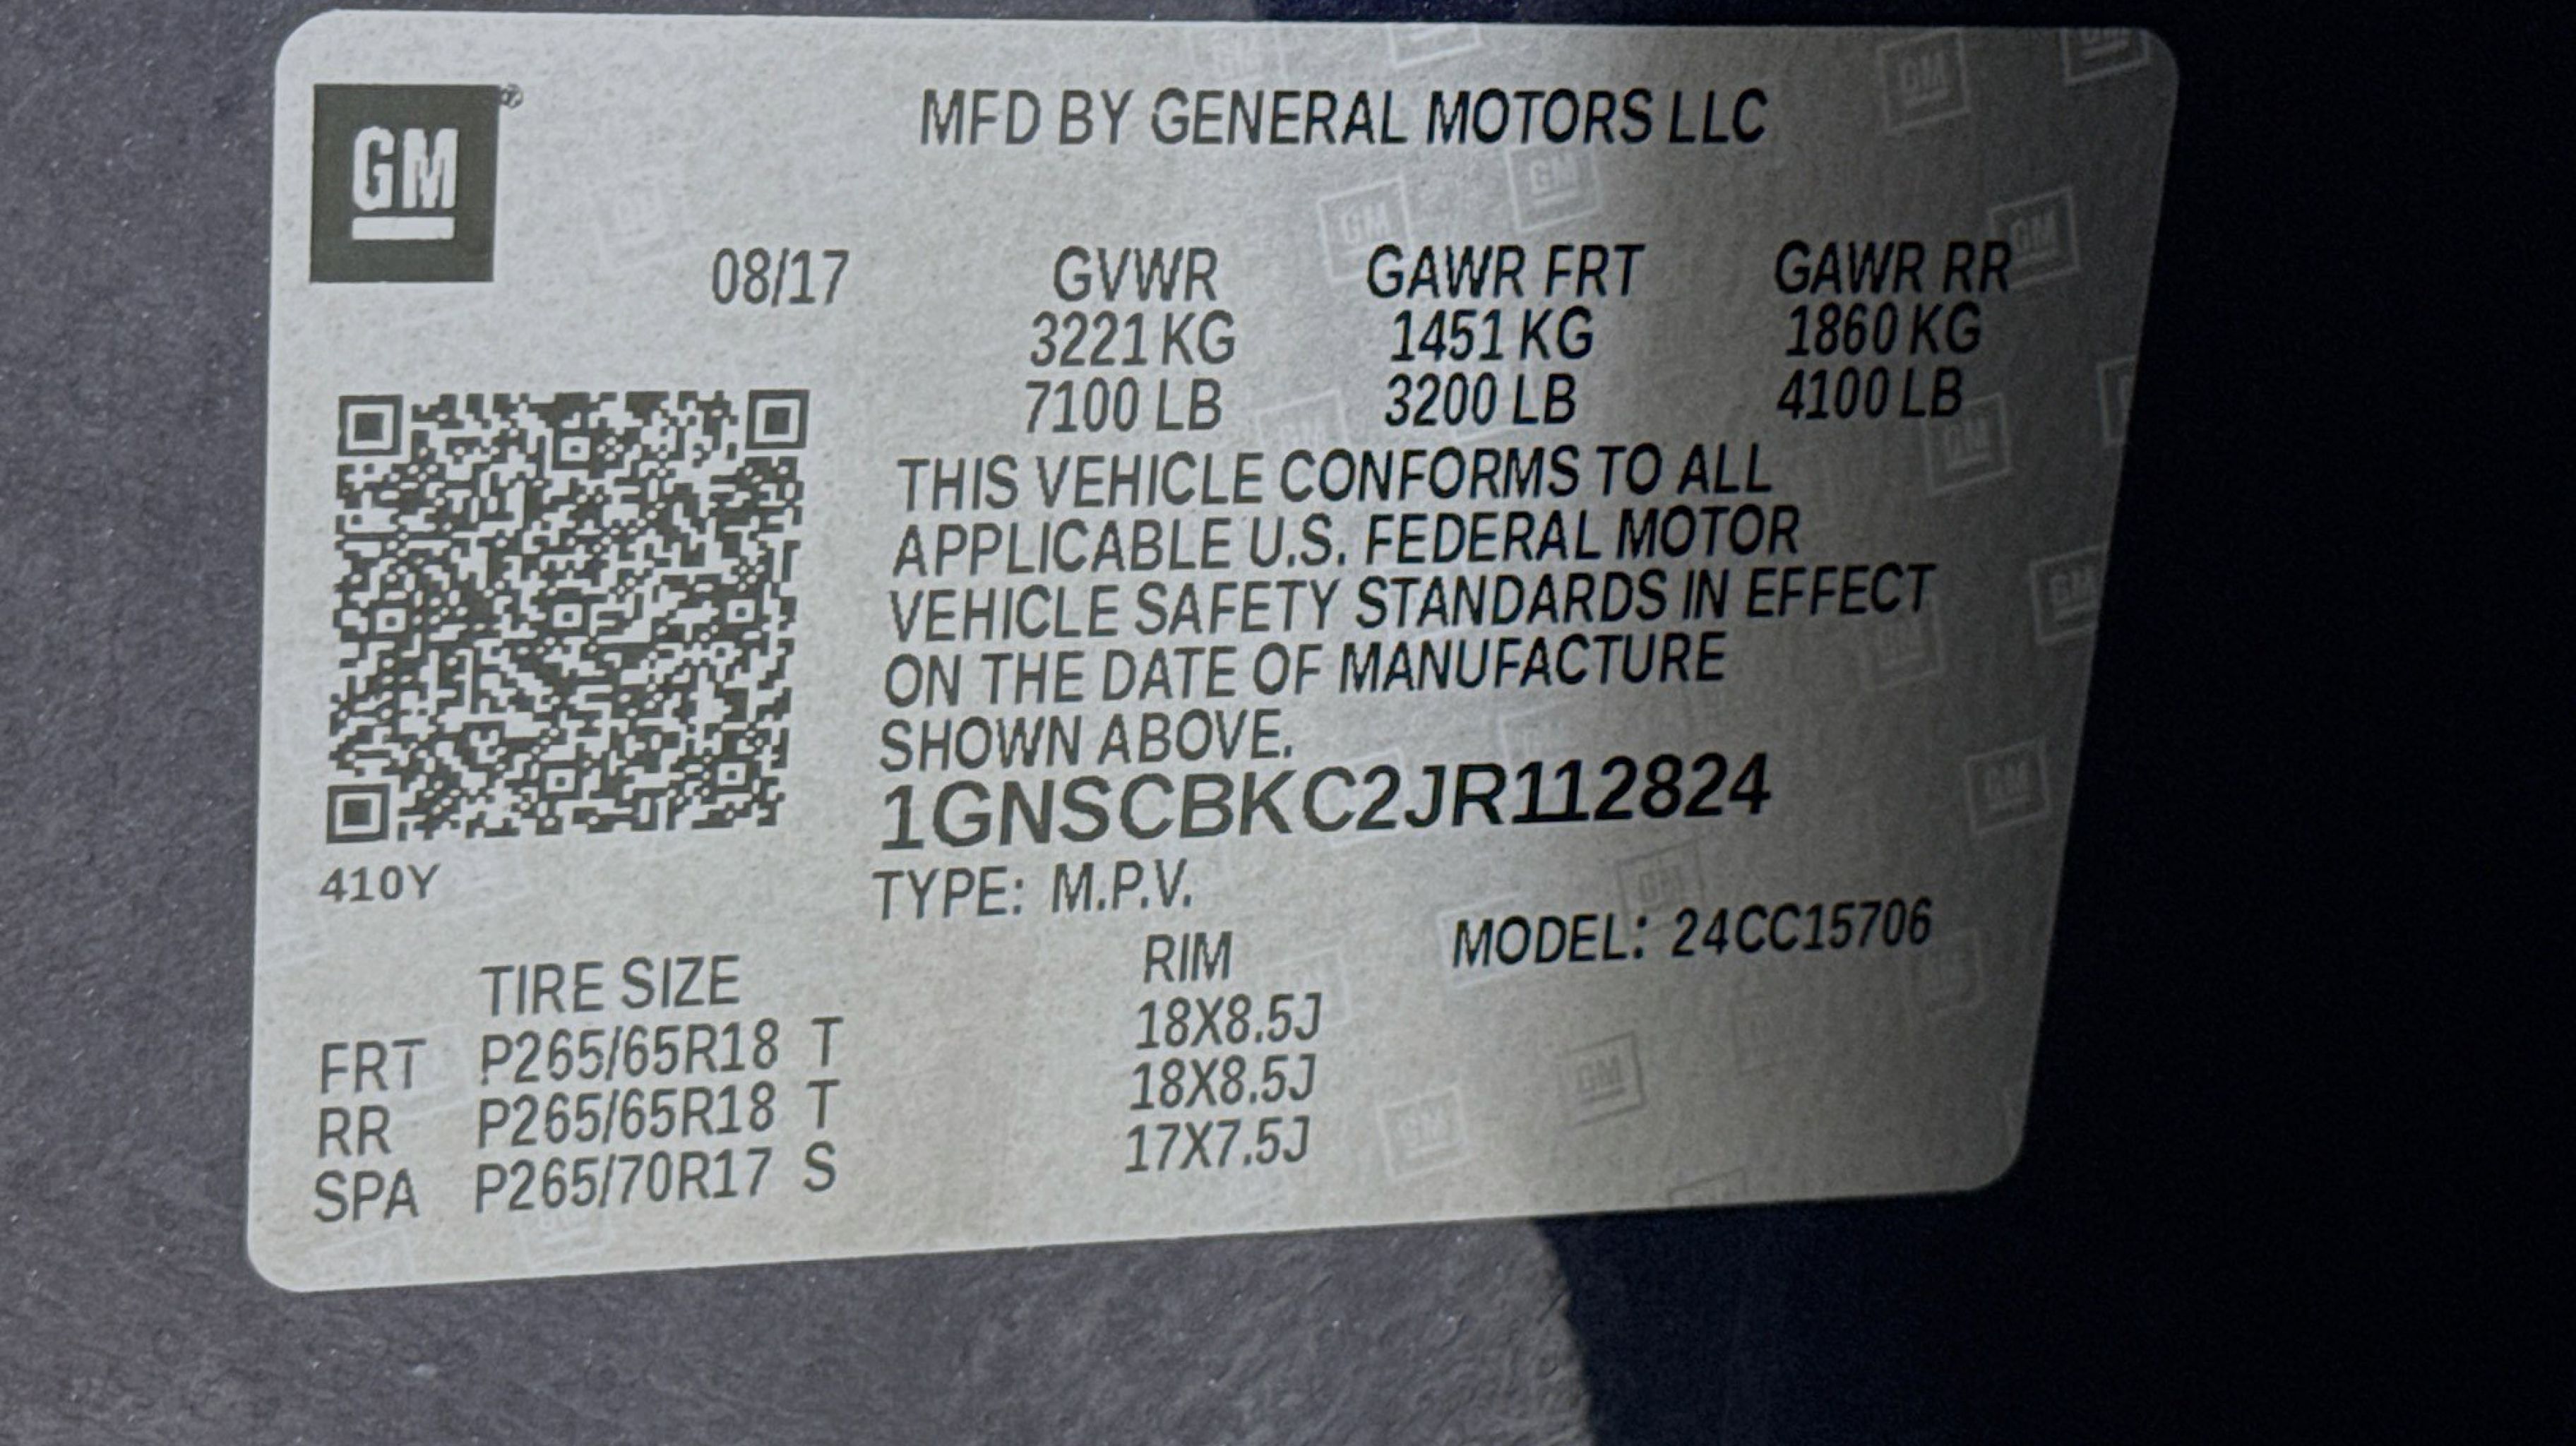 GM
MFD BY GENERAL MOTORS LLC
08/17 GVWR GAWR FRT GAWR RR
3221 KG 1451 KG 1860 KG
7100 LB 3200 LB 4100 LB
THIS VEHICLE CONFORMS TO ALL
APPLICABLE U.S. FEDERAL MOTOR
VEHICLE SAFETY STANDARDS IN EFFECT
ON THE DATE OF MANUFACTURE
SHOWN ABOVE.
1GNSCBKC2JR112824
410Y
TYPE: M.P.V.
MODEL: 24CC15706
TIRE SIZE RIM
FRT P265/65R18 T 18X8.5J
RR P265/65R18 T 18X8.5J
SPA P265/70R17 S 17X7.5J